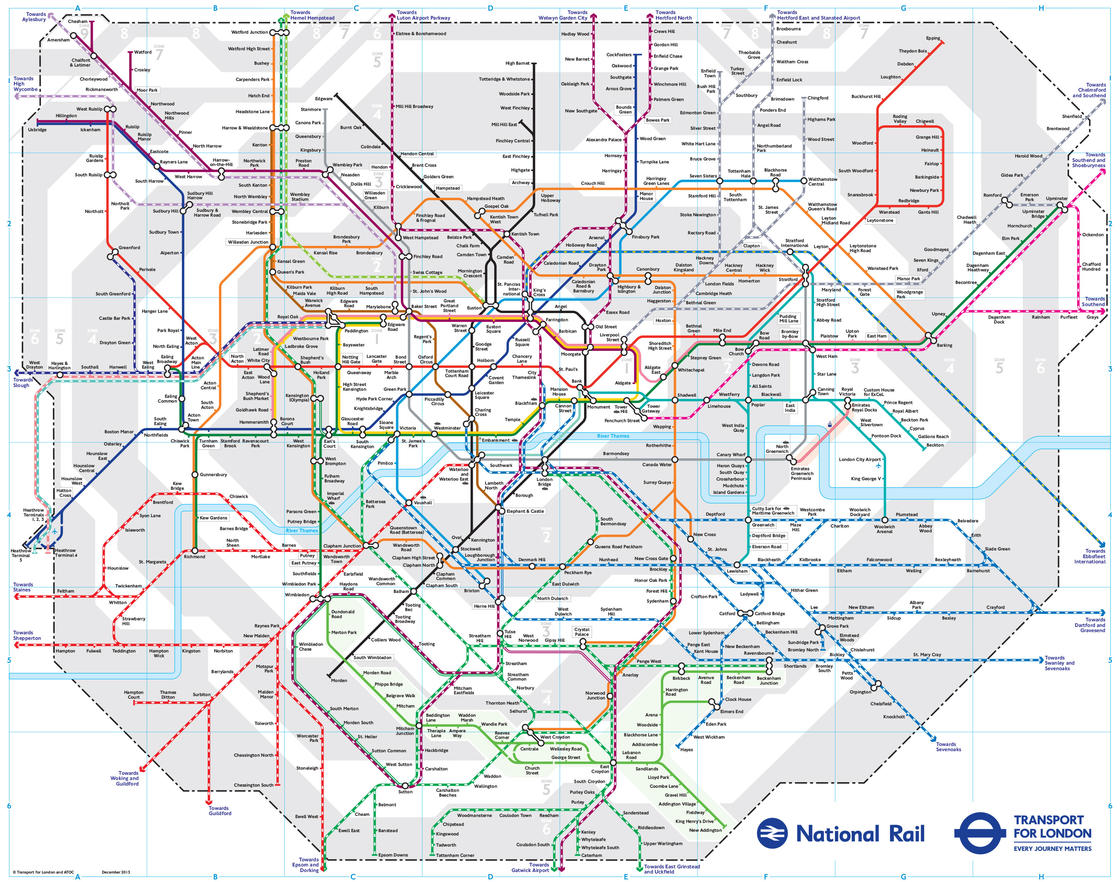 Towards
Aylesbury
Towards
Hemel Hempstead
Towards
Luton Airport Parkway
Towards
Welwyn Garden City
Towards
Hertford North
Towards
Hertford East and Stansted Airport
A
B
C
D
E
F
G
H
Chesham
Amersham
Chalfont
& Latimer
Chorleywood
Rickmansworth
Watford
Croxley
Moor Park
Northwood
Northwood
Hills
Pinner
North Harrow
Harrow-
on-the-Hill
Watford Junction
Watford High Street
Bushey
Carpenders Park
Hatch End
Headstone Lane
Harrow & Wealdstone
Kenton
Northwick
Park
South Kenton
North Wembley
Wembley Central
Stonebridge Park
Harlesden
Willesden Junction
Kensal Green
Queen's Park
Elstree & Borehamwood
Mill Hill Broadway
Edgware
Stanmore
Canons
Park
Queensbury
Kingsbury
Burnt Oak
Colindale
Hendon Central
Hendon
Brent Cross
Golders Green
Cricklewood
Hampstead
High Barnet
Totteridge & Whetstone
Woodside Park
West Finchley
Mill Hill East
Finchley Central
East Finchley
Highgate
Archway
Upper
Holloway
Tufnell Park
Kentish Town
Hadley Wood
New Barnet
Oakleigh Park
New Southgate
Cockfosters
Oakwood
Southgate
Arnos
Grove
Bounds
Green
Wood Green
Turnpike Lane
Crews Hill
Gordon Hill
Enfield Chase
Grange Park
Winchmore Hill
Palmers Green
Bowes Park
Alexandra Palace
Hornsey
Harringay
Crouch Hill
Harringay
Green Lanes
Manor
House
Finsbury
Park
Enfield
Town
Bush Hill
Park
Edmonton Green
Silver Street
White Hart Lane
Bruce Grove
Seven Sisters
Stamford Hill
Stoke Newington
Theobalds
Grove
Turkey
Street
Southbury
Broxbourne
Cheshunt
Waltham Cross
Enfield Lock
Brimsdown
Ponders End
Angel Road
Northumberland
Park
Tottenham
Hale
Blackhorse
Road
South
Tottenham
St. James
Street
Clapton
Chingford
Highams Park
Wood Street
Walthamstow
Central
Walthamstow
Queen's Road
Leyton
Midland Road
Epping
Theydon Bois
Debden
Loughton
Buckhurst Hill
Roding
Valley
Chigwell
Grange Hill
Hainault
Fairlop
Barkingside
Newbury Park
Redbridge
Gants Hill
Wanstead
Snaresbrook
South Woodford
Woodford
Leytonstone
Leytonstone
High Road
Leyton
Stratford
International
Stratford
Towards
Chelmsford
and Southend
Shenfield
Brentwood
Harold Wood
Towards
Southend and
Shoeburyness
Romford
Emerson
Park
Upminster
Upminster
Bridge
Hornchurch
Elm Park
Dagenham East
Dagenham
Heathway
Becontree
Upney
Barking
Ockendon
Chafford
Hundred
Towards
Southend
Grays
Purfleet
Rainham
Dagenham
Dock
Chadwell
Heath
Goodmayes
Seven
Kings
Ilford
Manor Park
Forest Gate
Wanstead Park
Woodgrange
Park
Maryland
Towards
High
Wycombe
Uxbridge
Hillingdon
Ickenham
West Ruislip
Ruislip
Ruislip
Manor
Eastcote
Rayners Lane
West Harrow
Ruislip
Gardens
South Ruislip
Northolt
Northolt
Park
South Harrow
Sudbury Hill
Sudbury Hill
Harrow
Sudbury &
Harrow Road
Sudbury Town
Alperton
Greenford
Perivale
Hanger Lane
South Greenford
Castle Bar Park
Drayton Green
Park Royal
North Ealing
West
Acton
Preston
Road
Wembley Park
Neasden
Dollis Hill
Willesden
Green
Kilburn
Wembley
Stadium
West Hampstead
Finchley Road
& Frognal
Brondesbury
Park
Brondesbury
Kensal Rise
Kilburn Park
Maida Vale
Warwick
Avenue
Kilburn
High Road
South
Hampstead
Swiss Cottage
St. John's Wood
Hampstead Heath
Gospel Oak
Kentish Town
West
Belsize Park
Chalk Farm
Camden Town
Camden
Road
Mornington
Crescent
St. Pancras
International
King's
Cross
Caledonian Road
Caledonian
Road &
Barnsbury
Arsenal
Holloway Road
Drayton
Park
Highbury &
Islington
Canonbury
Dalston
Kingsland
Dalston
Junction
Haggerston
Hoxton
Essex Road
Hackney
Downs
Hackney
Central
Homerton
Hackney
Wick
London Fields
Cambridge Heath
Bethnal Green
Towards
Slough
West
Drayton
Hayes &
Harlington
Southall
Hanwell
West
Ealing
Ealing
Broadway
Acton
Main
Line
North
Acton
East
Acton
White
City
Wood
Lane
Latimer
Road
Ladbroke Grove
Westbourne Park
Royal Oak
Paddington
Edgware
Road
Marylebone
Baker Street
Great
Portland
Street
Euston
Square
Warren
Street
Regent's
Park
Goodge
Street
Euston
Russell
Square
Farringdon
Barbican
Moorgate
Old Street
Liverpool
Street
Angel
Shoreditch High
Street
Bethnal
Green
Mile End
Stepney Green
Whitechapel
Aldgate East
Aldgate
Bow
Road
Bow
Church
Pudding
Mill Lane
Bromley-
by-Bow
Devons Road
Langdon Park
All Saints
Stratford
High Street
Abbey Road
West Ham
Star
Lane
Canning
Town
Plaistow
Upton
Park
East Ham
Bayswater
Notting
Hill Gate
Queensway
Lancaster
Gate
Marble
Arch
Bond
Street
Oxford
Circus
Tottenham
Court Road
Holborn
Chancery
Lane
City
Thameslink
St. Paul's
Bank
Covent
Garden
Leicester
Square
Piccadilly
Circus
Charing
Cross
Green Park
Hyde Park Corner
Knightsbridge
High Street
Kensington
Holland
Park
Shepherd's
Bush
Kensington
(Olympia)
Shepherd's
Bush Market
Goldhawk Road
Hammersmith
Barons
Court
Gloucester
Road
Earl's
Court
South
Kensington
Sloane
Square
Victoria
St. James's
Park
Westminster
Embankment
Temple
Blackfriars
Mansion
House
Cannon
Street
Monument
Tower
Hill
Tower
Gateway
Fenchurch Street
Shadwell
Limehouse
Westferry
Poplar
Blackwall
East
India
Wapping
Rotherhithe
Canada Water
Bermondsey
London
Bridge
Southwark
Waterloo
and
Waterloo East
Lambeth
North
Borough
Elephant & Castle
Royal
Victoria
Custom House
for ExCeL
Prince Regent
Royal Albert
Beckton Park
Cyprus
Gallions Reach
Beckton
Emirates
Royal Docks
Emirates
Greenwich
Peninsula
North
Greenwich
West Silvertown
Pontoon Dock
London City Airport
King George V
Woolwich
Arsenal
West India
Quay
Canary Wharf
Heron Quays
South Quay
Crossharbour
Mudchute
Island Gardens
Cutty Sark for
Maritime Greenwich
Greenwich
Deptford Bridge
Elverson Road
Lewisham
River Thames
South
Acton
Acton
Central
Acton
Town
South
Ealing
Ealing
Common
Northfields
Boston Manor
Osterley
Hounslow
East
Hounslow
Central
Hounslow
West
Hatton
Cross
Heathrow
Terminals
1, 2, 3
Heathrow
Terminal
5
Heathrow
Terminal 4
Chiswick
Park
Turnham
Green
Stamford
Brook
Ravenscourt
Park
Gunnersbury
Kew
Bridge
Kew Gardens
Richmond
Brentford
Syon Lane
Isleworth
Hounslow
Chiswick
Barnes Bridge
Barnes
Mortlake
North
Sheen
Putney
St. Margarets
Twickenham
Whitton
Feltham
Strawberry
Hill
Towards
Staines
Towards
Shepperton
Hampton
Fulwell
Teddington
Hampton
Wick
Kingston
Norbiton
New Malden
Raynes Park
Berrylands
Surbiton
Thames
Ditton
Hampton
Court
Towards
Woking and
Guildford
Towards
Guildford
Motspur
Park
Malden
Manor
Tolworth
Chessington North
Chessington South
Worcester
Park
Stoneleigh
Ewell West
Towards
Epsom and
Dorking
West
Brompton
Fulham
Broadway
Parsons Green
Putney Bridge
East Putney
Southfields
Wimbledon Park
Wimbledon
Imperial
Wharf
Clapham Junction
Wandsworth
Town
Earlsfield
Haydons
Road
Battersea
Park
Queenstown
Road (Battersea)
Wandsworth
Road
Pimlico
Vauxhall
Oval
Stockwell
Clapham High Street
Clapham
North
Clapham
Common
Clapham South
Balham
Wandsworth
Common
Tooting
Bec
Tooting
Broadway
Colliers Wood
South Wimbledon
Morden
Tooting
Loughborough
Junction
Brixton
Herne Hill
Denmark Hill
Peckham Rye
East Dulwich
North Dulwich
West
Dulwich
Tulse
Hill
West
Norwood
Gipsy Hill
Crystal
Palace
Streatham
Hill
Streatham
Streatham
Common
Norbury
Thornton Heath
Selhurst
Norwood
Junction
South
Bermondsey
Queens Road Peckham
Surrey Quays
New Cross
New Cross Gate
Brockley
Honor Oak Park
Forest Hill
Sydenham
Sydenham
Hill
Penge West
Penge East
Anerley
Deptford
Westcombe
Park
Maze Hill
Charlton
Woolwich
Dockyard
Plumstead
Abbey
Wood
Belvedere
Erith
Slade Green
Blackheath
Kidbrooke
Eltham
Falconwood
Welling
Bexleyheath
Barnehurst
St. Johns
Hither Green
Lee
Mottingham
New Eltham
Sidcup
Albany
Park
Bexley
Crayford
Towards
Dartford and
Gravesend
Towards
Ebbsfleet
International
Ladywell
Catford
Catford Bridge
Crofton Park
Nunhead
Bellingham
Beckenham Hill
Lower Sydenham
New Beckenham
Ravensbourne
Kent
House
Grove Park
Sundridge Park
Bromley North
Elmstead
Woods
Chislehurst
Bickley
St. Mary Cray
Petts Wood
Bromley
South
Shortlands
Orpington
Chelsfield
Knockholt
Towards
Sevenoaks
Towards
Swanley and
Sevenoaks
Birkbeck
Avenue
Road
Beckenham
Road
Beckenham
Junction
Clock House
Elmers End
Eden Park
West Wickham
Hayes
Harrington
Road
Arena
Woodside
Blackhorse Lane
Addiscombe
Lebanon
Road
Sandilands
Lloyd Park
Coombe Lane
Gravel Hill
Addington Village
Fieldway
King Henry's Drive
New Addington
Dundonald
Road
Merton Park
Wimbledon
Chase
South Merton
Morden South
St. Helier
Sutton Common
West Sutton
Sutton
Morden Road
Phipps Bridge
Belgrave Walk
Mitcham
Mitcham
Junction
Mitcham
Eastfields
Beddington
Lane
Therapia
Lane
Waddon
Marsh
Ampere
Way
Wandle Park
Reeves
Corner
Centrale
West Croydon
Wellesley Road
George Street
Church
Street
East
Croydon
Hackbridge
Carshalton
Carshalton
Beeches
Wallington
Waddon
Belmont
Banstead
Epsom Downs
Cheam
Ewell East
South Croydon
Purley Oaks
Purley
Reedham
Coulsdon Town
Woodmansterne
Chipstead
Kingswood
Tadworth
Tattenham Corner
Coulsdon South
Kenley
Whyteleafe
Whyteleafe South
Caterham
Sanderstead
Riddlesdown
Upper Warlingham
Towards
Gatwick Airport
Towards East Grinstead
and Uckfield
National Rail
TRANSPORT
FOR LONDON
EVERY JOURNEY MATTERS
© Transport for London and ATOC
December 2013